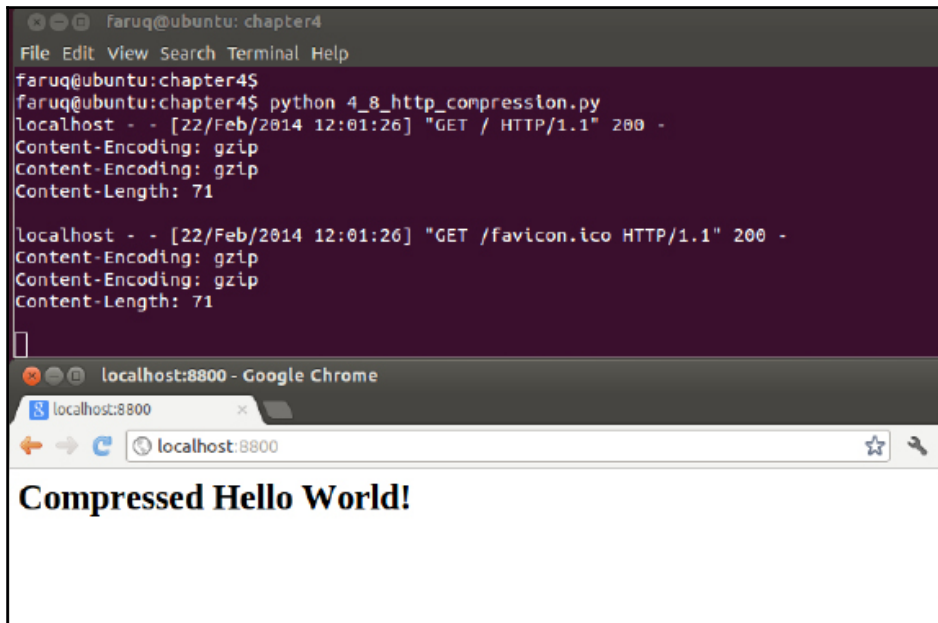 faruq@ubuntu: chapter4
File Edit View Search Terminal Help
faruq@ubuntu:chapter4$
faruq@ubuntu:chapter4$ python 4_8_http_compression.py
localhost - - [22/Feb/2014 12:01:26] "GET / HTTP/1.1" 200 -
Content-Encoding: gzip
Content-Encoding: gzip
Content-Length: 71
localhost - - [22/Feb/2014 12:01:26] "GET /favicon.ico HTTP/1.1" 200 -
Content-Encoding: gzip
Content-Encoding: gzip
Content-Length: 71
localhost:8800 - Google Chrome
localhost:8800
localhost:8800
Compressed Hello World!